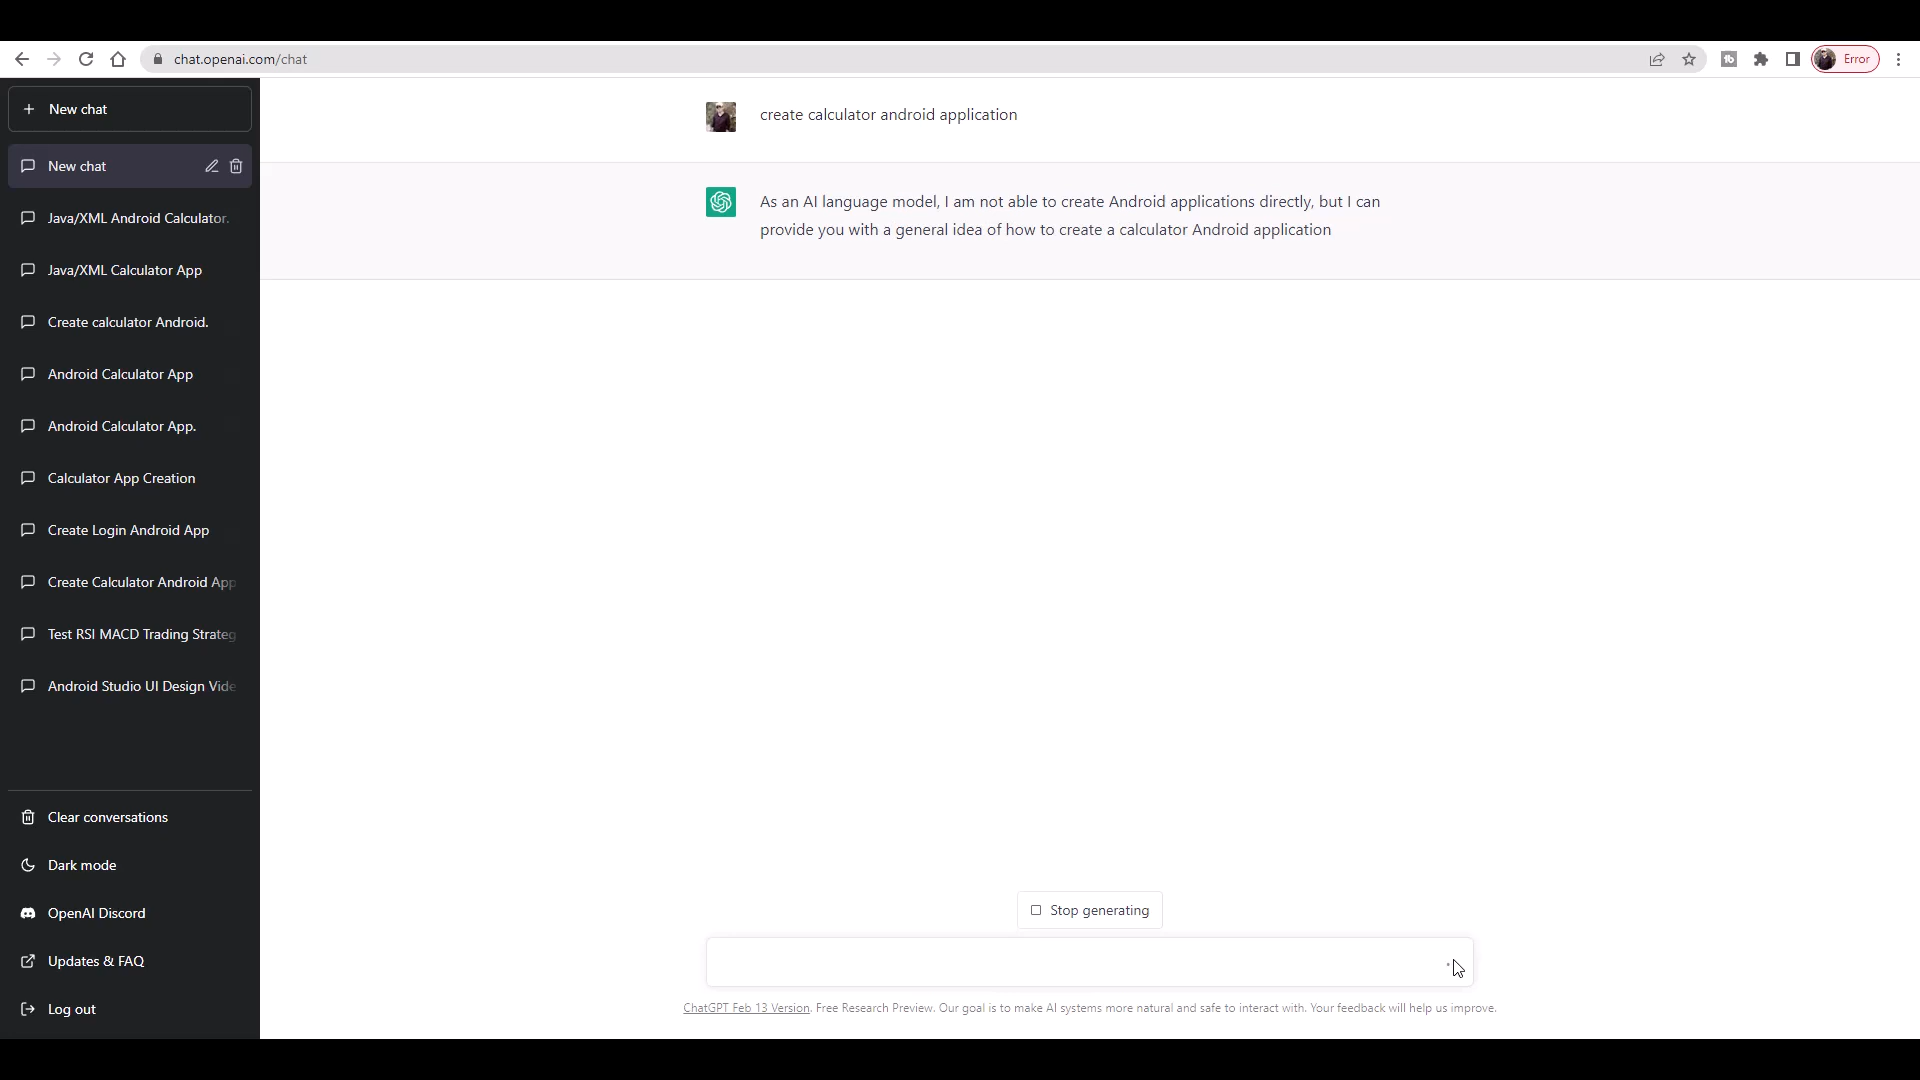 chat.openai.com/chat
Error
New chat
New chat
Java/XML Android Calculator.
Java/XML Calculator App
Create calculator Android.
Android Calculator App
Android Calculator App.
Calculator App Creation
Create Login Android App
Create Calculator Android App
Test RSI MACD Trading Strateg
Android Studio UI Design Vide
Clear conversations
Dark mode
OpenAI Discord
Updates & FAQ
Log out
create calculator android application
As an AI language model, I am not able to create Android applications directly, but I can
provide you with a general idea of how to create a calculator Android application
Stop generating
ChatGPT Feb 13 Version. Free Research Preview. Our goal is to make AI systems more natural and safe to interact with. Your feedback will help us improve.